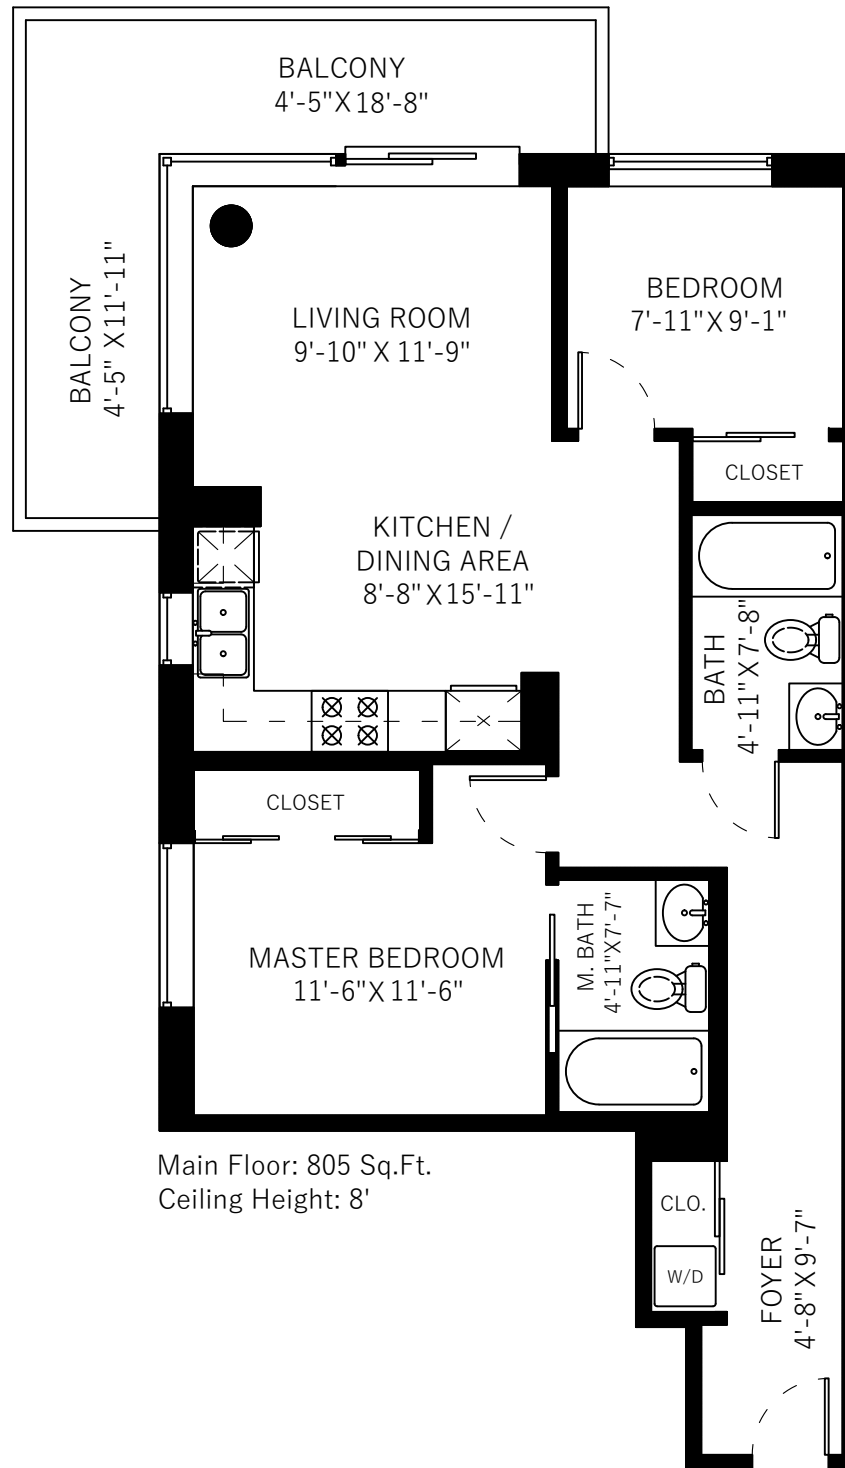 BALCONY
4'-5"X18'-8"
BALCONY
4'-5" X11'-11"
LIVING ROOM
9'-10" X 11'-9"
BEDROOM
7'-11"X 9'-1"
CLOSET
KITCHEN /
DINING AREA
8'-8"X15'-11"
BATH
4'-11"X7'-8"
CLOSET
MASTER BEDROOM
11'-6"X 11'-6"
M. BATH
4'-11"X7'-7"
Main Floor: 805 Sq.Ft.
Ceiling Height: 8'
CLO.
W/D
FOYER
4'-8"X 9'-7"